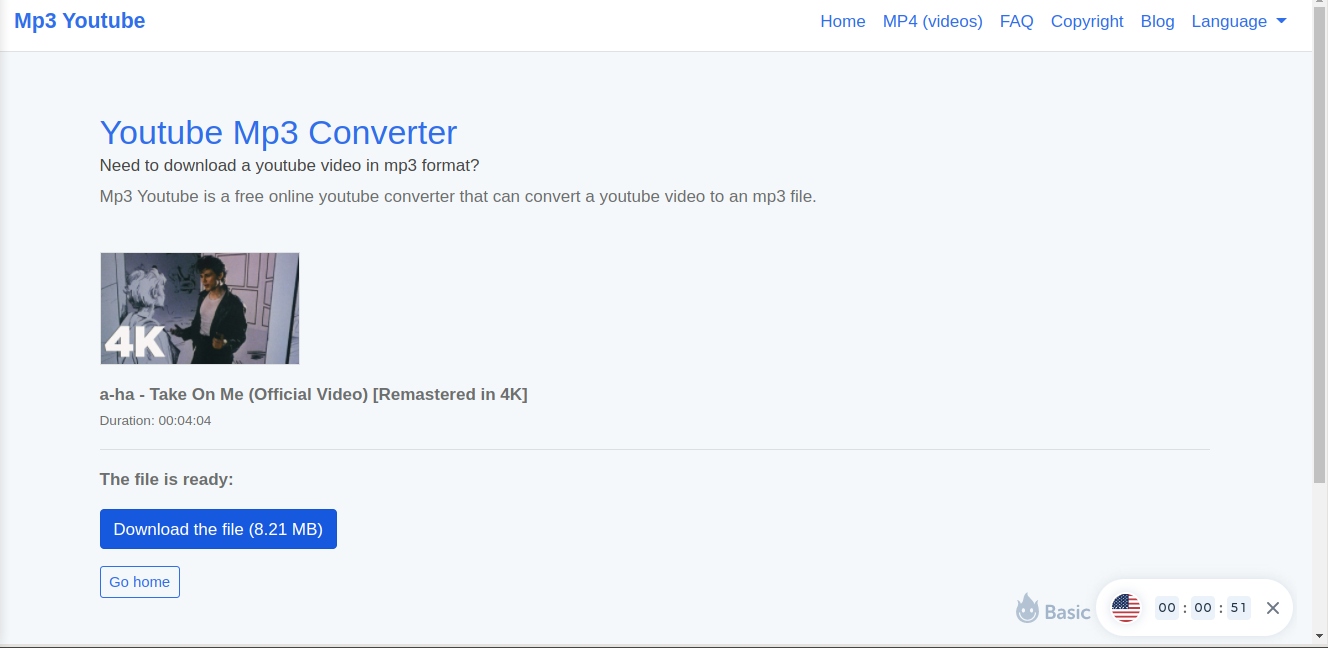 Mp3 Youtube
Home MP4 (videos) FAQ Copyright Blog Language
Youtube Mp3 Converter
Need to download a youtube video in mp3 format?
Mp3 Youtube is a free online youtube converter that can convert a youtube video to an mp3 file.
4K
a-ha - Take On Me (Official Video) [Remastered in 4K]
Duration: 00:04:04
The file is ready:
Download the file (8.21 MB)
Go home
Basic 00 : 00 : 51